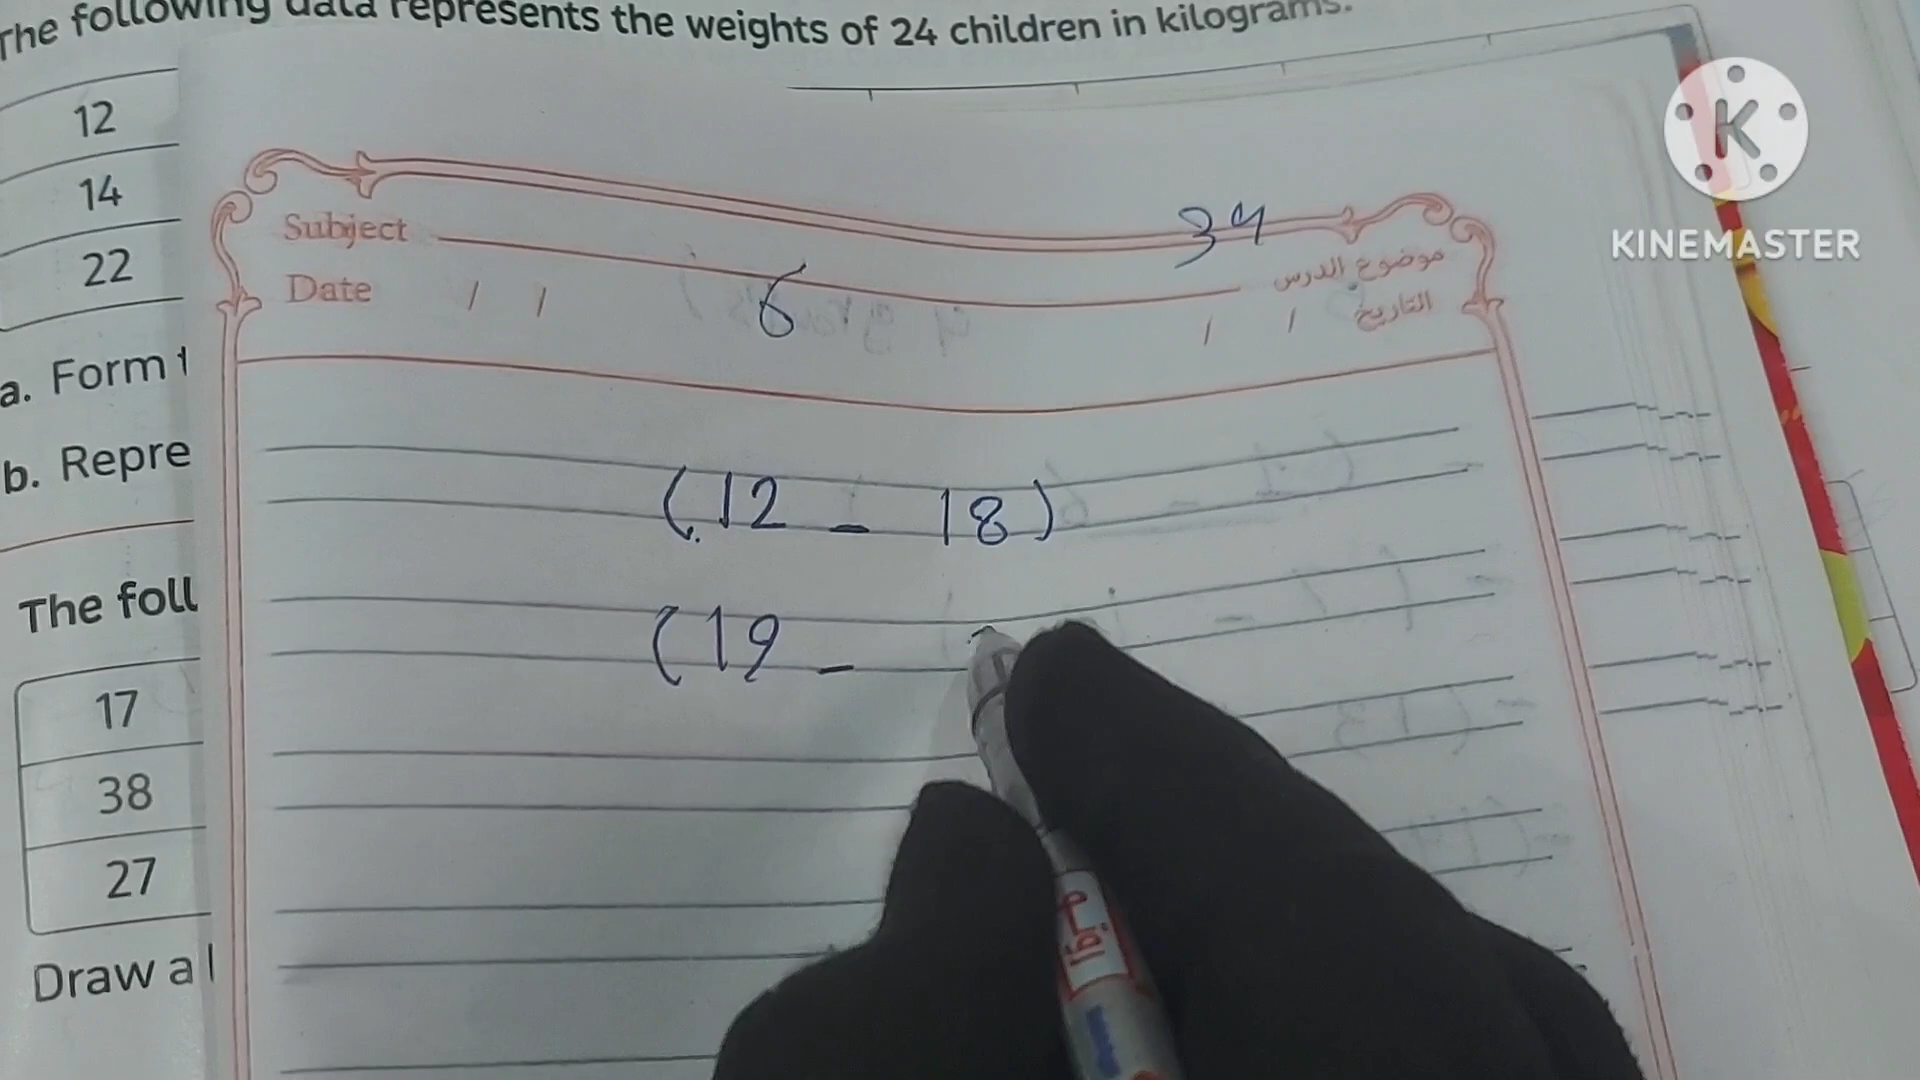 The following data represents the weights of 24 children in kilograms.
12
14
22
a. Form
b. Repre
The foll
17
38
27
Draw a
KINEMASTER
34
Subject
موضوع الدرس
Date / /
6
/ / التاريخ
(12 - 18)
(19 -